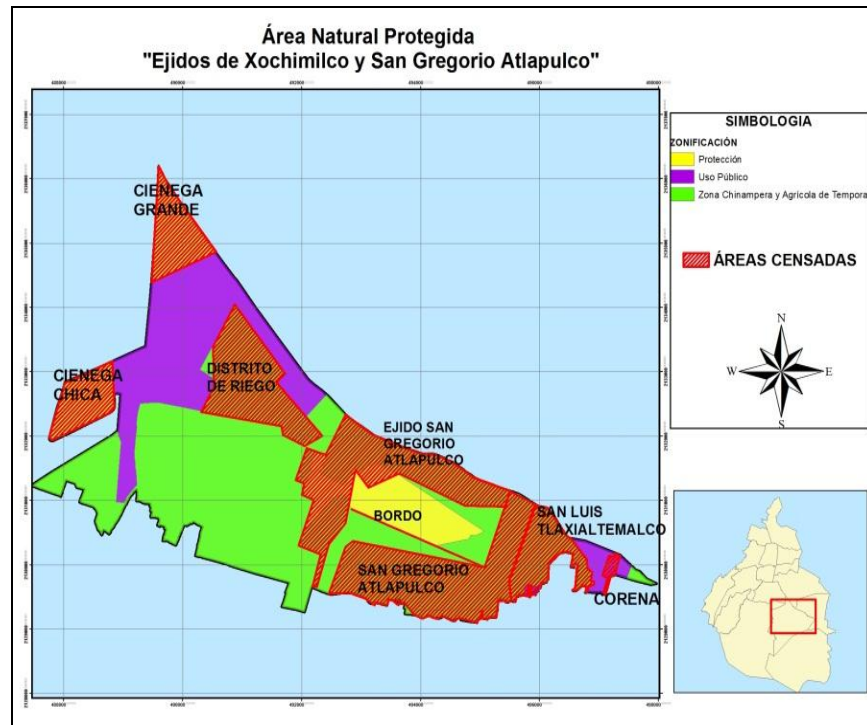 Área Natural Protegida
"Ejidos de Xochimilco y San Gregorio Atlapulco"
SIMBOLOGIA
ZONIFICACIÓN
Protección
Uso Público
Zona Chinampera y Agrícola de Tempora
ÁREAS CENSADAS
N
W
E
S
CIENEGA
GRANDE
CIENEGA
CHICA
DISTRITO
DE RIEGO
EJIDO SAN
GREGORIO
ATLAPULCO
BORDO
SAN LUIS
TLAXIALTEMALCO
SAN GREGORIO
ATLAPULCO
CORENA